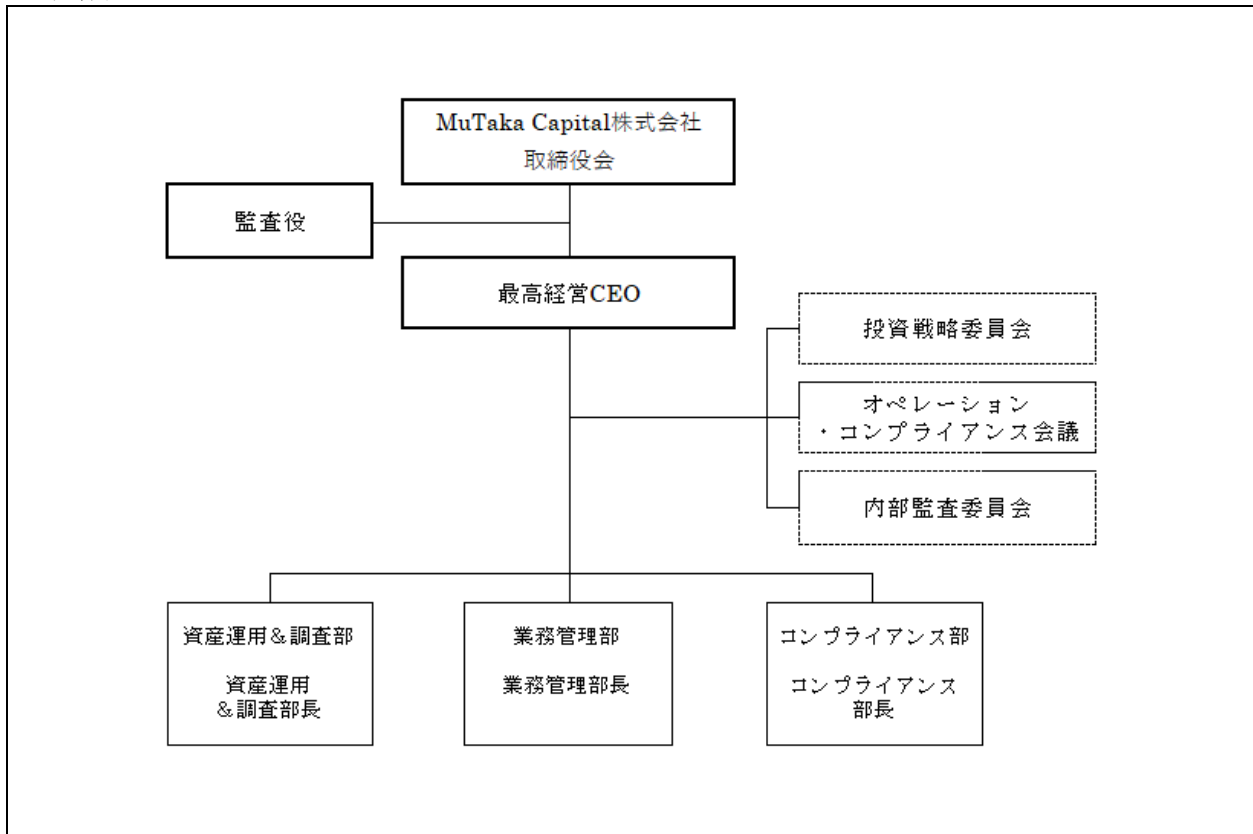 MuTaka Capital株式会社
取締役会
監査役
最高経営CEO
投資戦略委員会
オペレーション
・コンプライアンス会議
内部監査委員会
資産運用＆調査部
資産運用
＆調査部長
業務管理部
業務管理部長
コンプライアンス部
コンプライアンス
部長